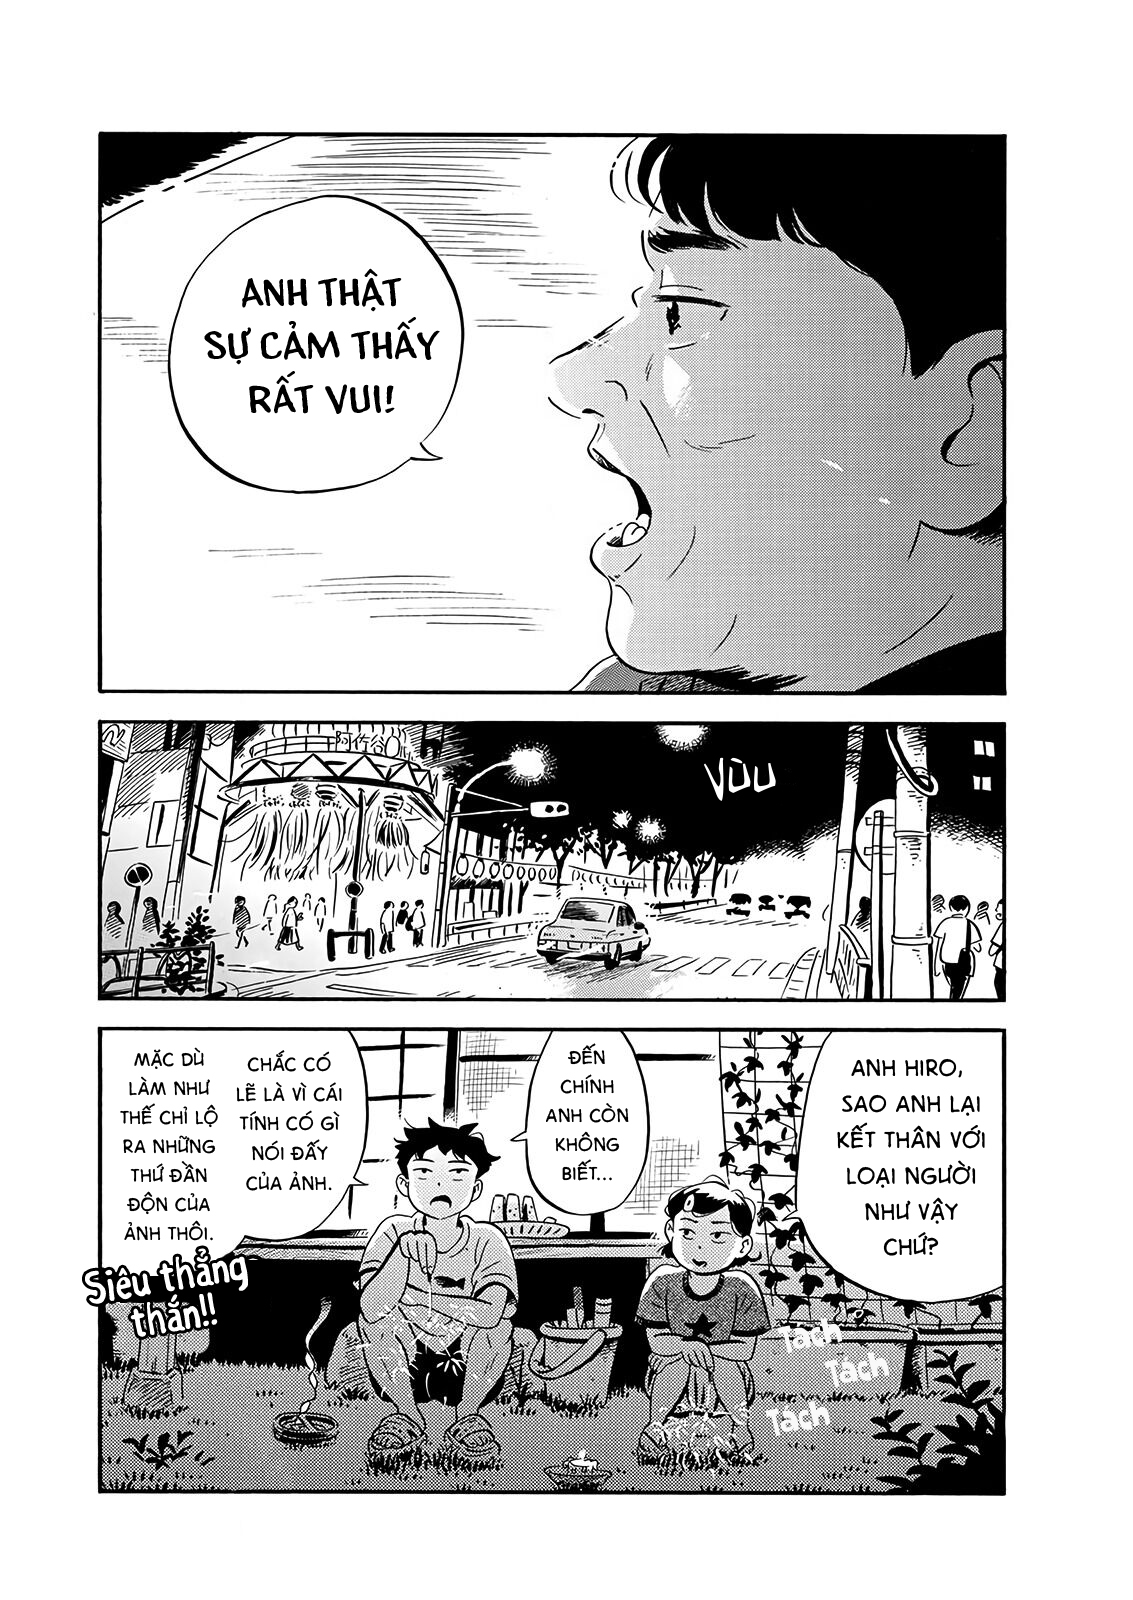 ANH THẬT
SỰ CẢM THẤY
RẤT VUI!
阿佐谷
VÙU
ANH HIRO,
SAO ANH LẠI
KẾT THÂN VỚI
LOẠI NGƯỜI
NHƯ VẬY
CHỨ?
ĐẾN
CHÍNH
ANH CÒN
KHÔNG
BIẾT...
CHẮC CÓ
LẼ LÀ VÌ CÁI
TÍNH CÓ GÌ
NÓI ĐẤY
CỦA ẢNH.
MẶC DÙ
LÀM NHƯ
THẾ CHỈ LỘ
RA NHỮNG
THỨ ĐẦN
ĐỘN CỦA
ẢNH THÔI.
Siêu thẳng
thắn!!
Tách
Tách
Tách